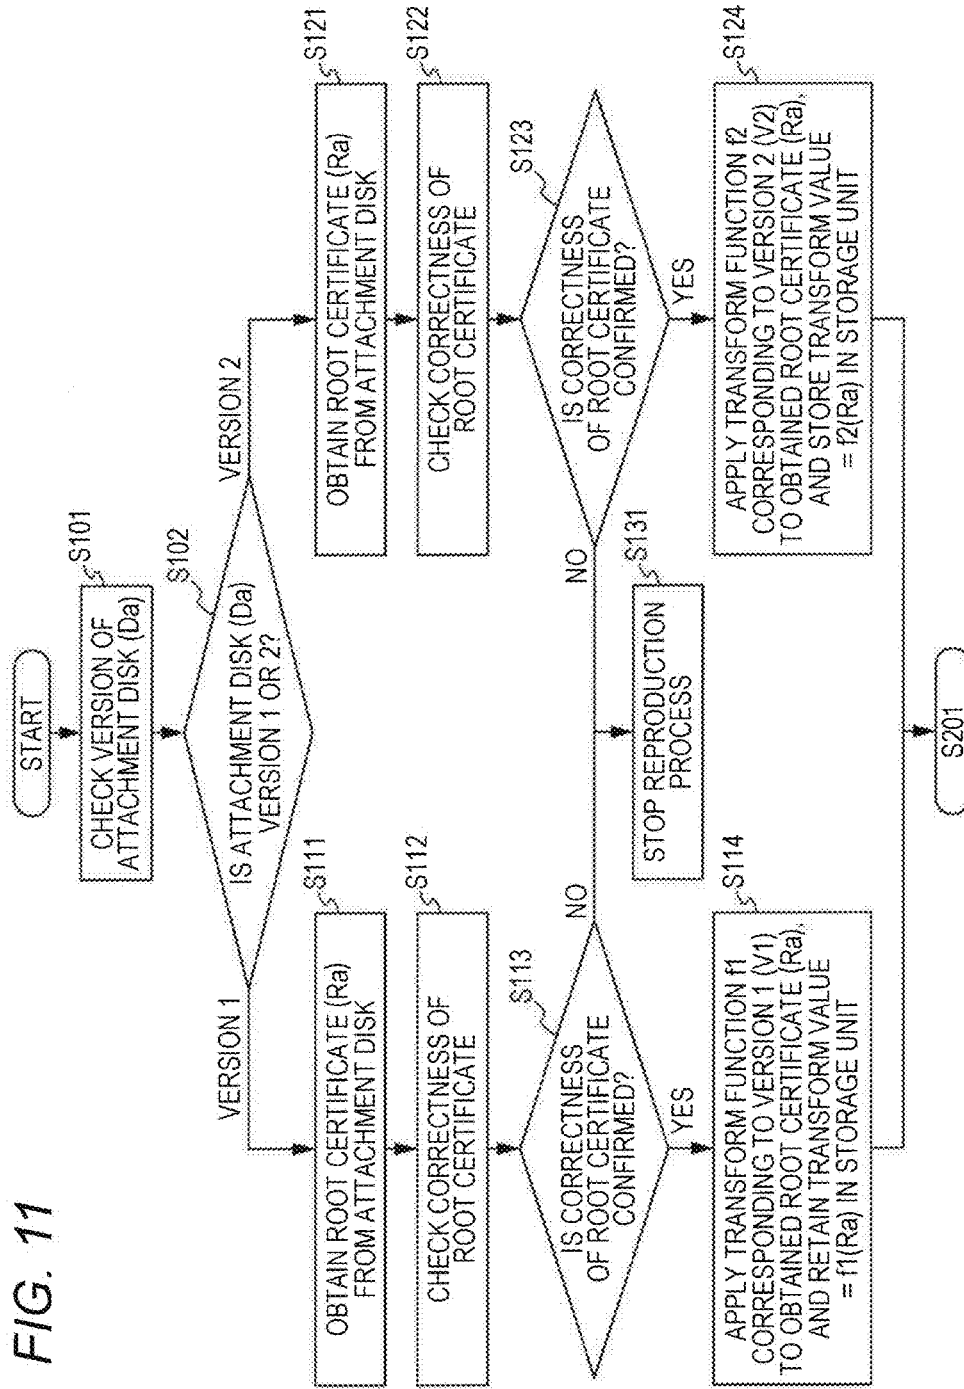 FIG. 11
START
S101
CHECK VERSION OF
ATTACHMENT DISK (Da)
S102
IS ATTACHMENT DISK (Da)
VERSION 1 OR 2?
VERSION 1
VERSION 2
S111
OBTAIN ROOT CERTIFICATE (Ra)
FROM ATTACHMENT DISK
S112
CHECK CORRECTNESS OF
ROOT CERTIFICATE
S113
IS CORRECTNESS
OF ROOT CERTIFICATE
CONFIRMED?
NO
YES
S114
APPLY TRANSFORM FUNCTION f1
CORRESPONDING TO VERSION 1 (V1)
TO OBTAINED ROOT CERTIFICATE (Ra),
AND RETAIN TRANSFORM VALUE
= f1(Ra) IN STORAGE UNIT
S131
STOP REPRODUCTION
PROCESS
S121
OBTAIN ROOT CERTIFICATE (Ra)
FROM ATTACHMENT DISK
S122
CHECK CORRECTNESS OF
ROOT CERTIFICATE
S123
IS CORRECTNESS
OF ROOT CERTIFICATE
CONFIRMED?
NO
YES
S124
APPLY TRANSFORM FUNCTION f2
CORRESPONDING TO VERSION 2 (V2)
TO OBTAINED ROOT CERTIFICATE (Ra),
AND STORE TRANSFORM VALUE
= f2(Ra) IN STORAGE UNIT
S201